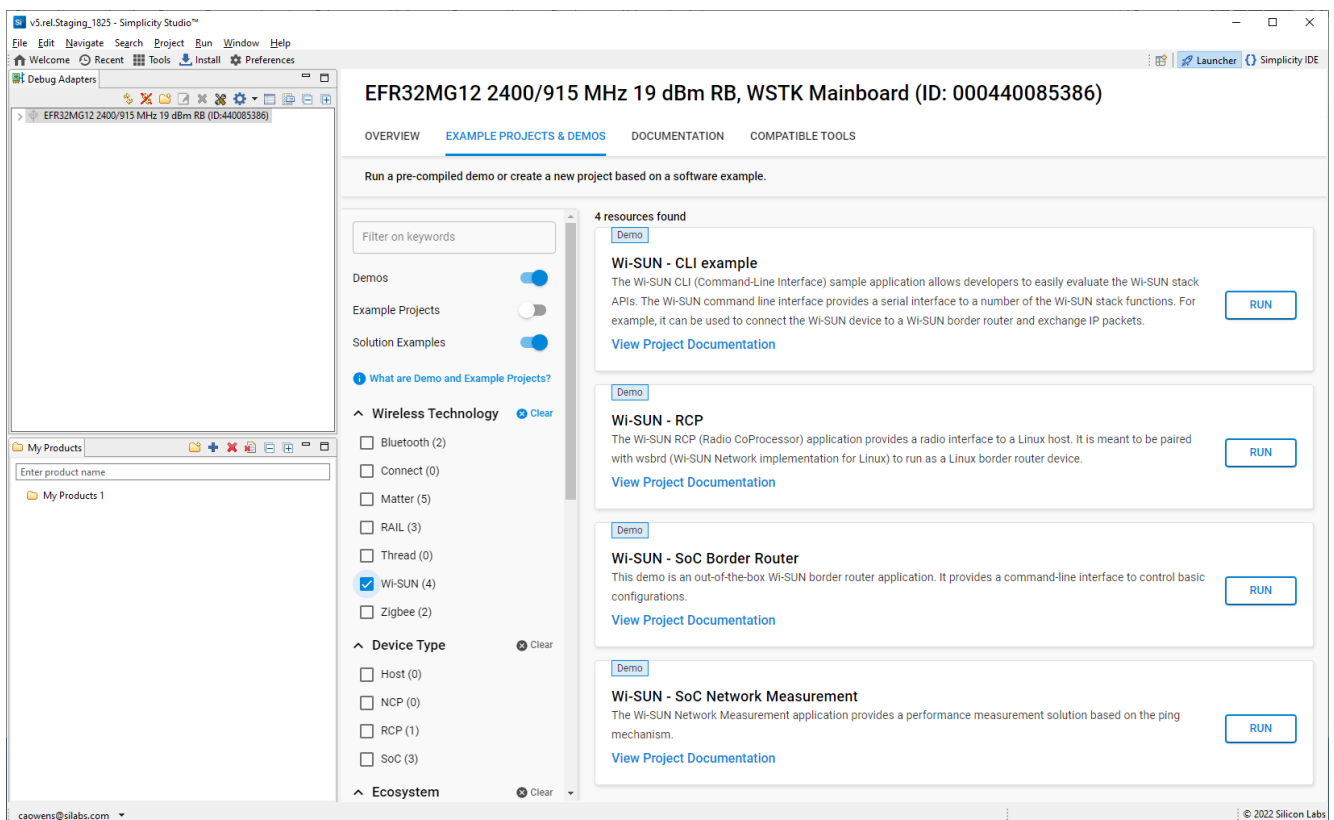 v5.rel.Staging_1825 - Simplicity Studio™
File Edit Navigate Search Project Run Window Help
Welcome Recent Tools Install Preferences
Launcher Simplicity IDE
Debug Adapters
EFR32MG12 2400/915 MHz 19 dBm RB (ID:440085386)
My Products
Enter product name
My Products 1
EFR32MG12 2400/915 MHz 19 dBm RB, WSTK Mainboard (ID: 000440085386)
OVERVIEW EXAMPLE PROJECTS & DEMOS DOCUMENTATION COMPATIBLE TOOLS
Run a pre-compiled demo or create a new project based on a software example.
Filter on keywords
Demos
Example Projects
Solution Examples
What are Demo and Example Projects?
Wireless Technology Clear
Bluetooth (2)
Connect (0)
Matter (5)
RAIL (3)
Thread (0)
Wi-SUN (4)
Zigbee (2)
Device Type Clear
Host (0)
NCP (0)
RCP (1)
SoC (3)
Ecosystem Clear
4 resources found
Demo
Wi-SUN - CLI example
The Wi-SUN CLI (Command-Line Interface) sample application allows developers to easily evaluate the Wi-SUN stack
APIs. The Wi-SUN command line interface provides a serial interface to a number of the Wi-SUN stack functions. For
example, it can be used to connect the Wi-SUN device to a Wi-SUN border router and exchange IP packets.
RUN
View Project Documentation
Demo
Wi-SUN - RCP
The Wi-SUN RCP (Radio CoProcessor) application provides a radio interface to a Linux host. It is meant to be paired
with wsbrd (Wi-SUN Network implementation for Linux) to run as a Linux border router device.
RUN
View Project Documentation
Demo
Wi-SUN - SoC Border Router
This demo is an out-of-the-box Wi-SUN border router application. It provides a command-line interface to control basic
configurations.
RUN
View Project Documentation
Demo
Wi-SUN - SoC Network Measurement
The Wi-SUN Network Measurement application provides a performance measurement solution based on the ping
mechanism.
RUN
View Project Documentation
caowens@silabs.com
© 2022 Silicon Labs